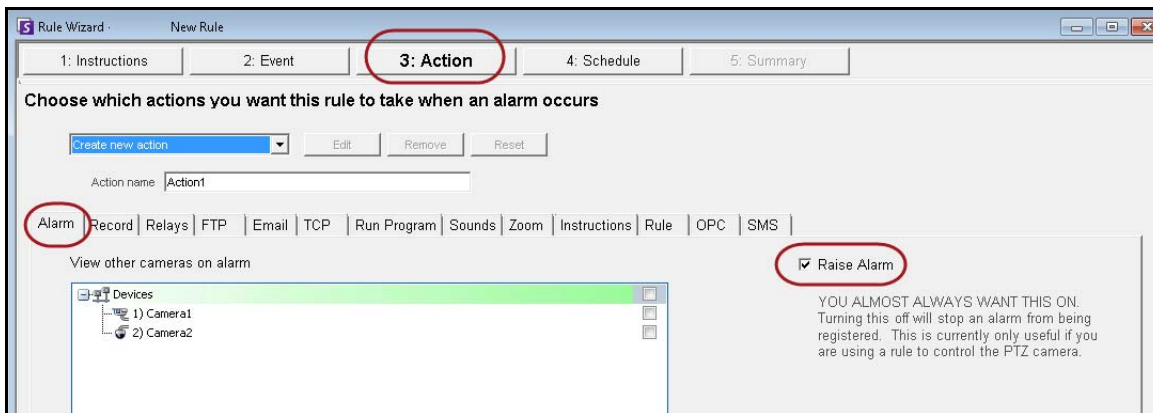 Rule Wizard - New Rule
1: Instructions 2: Event 3: Action 4: Schedule 5: Summary
Choose which actions you want this rule to take when an alarm occurs
Create new action Edit Remove Reset
Action name Action1
Alarm Record Relays FTP Email TCP Run Program Sounds Zoom Instructions Rule OPC SMS
View other cameras on alarm
Raise Alarm
Devices
1) Camera1
2) Camera2
YOU ALMOST ALWAYS WANT THIS ON.
Turning this off will stop an alarm from being
registered. This is currently only useful if you
are using a rule to control the PTZ camera.